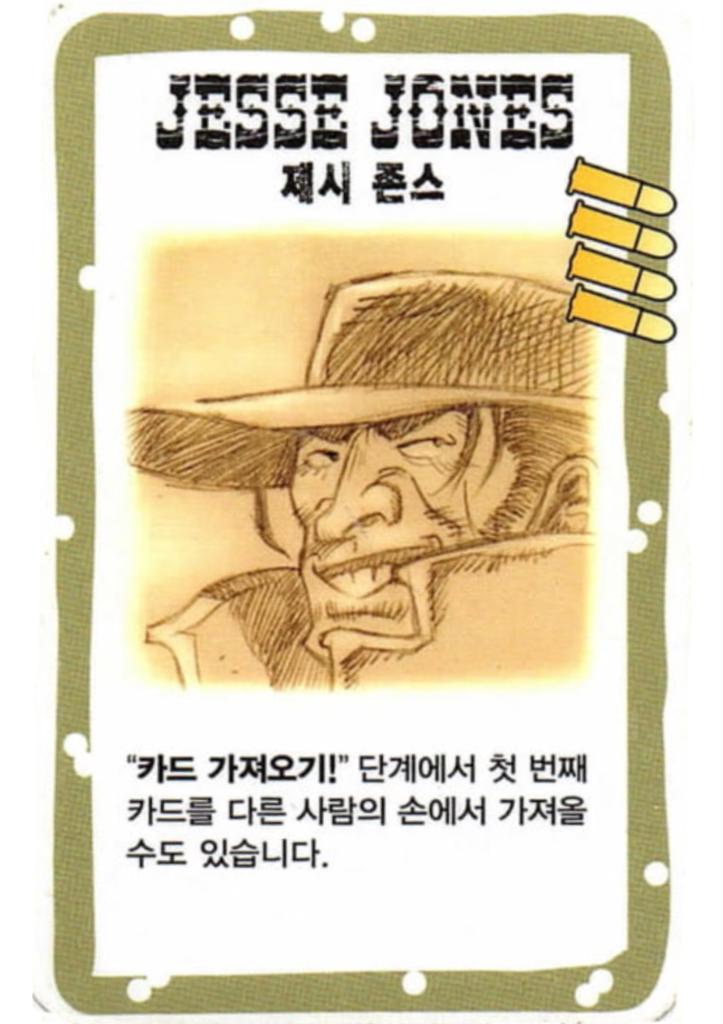 JESSE JONES
제시 존스
“카드 가져오기!” 단계에서 첫 번째
카드를 다른 사람의 손에서 가져올
수도 있습니다.